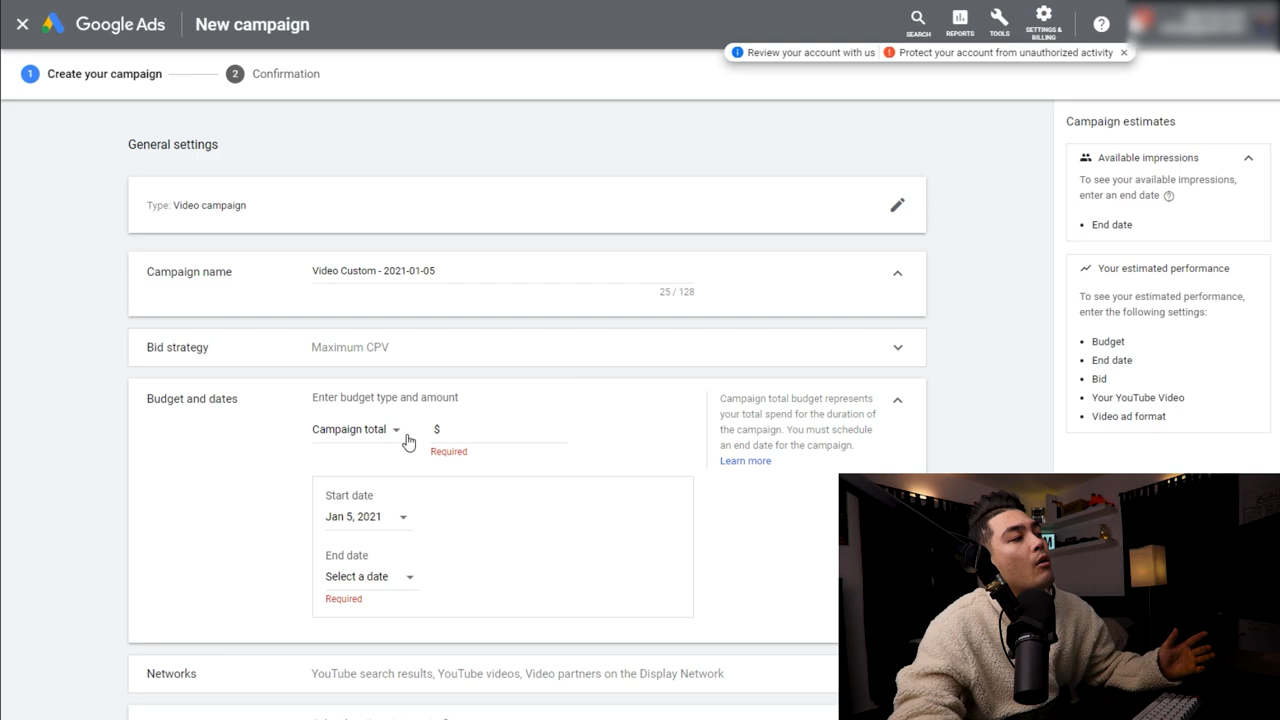 Google Ads
New campaign
SEARCH
REPORTS
TOOLS
SETTINGS &
BILLING
?
Review your account with us
Protect your account from unauthorized activity
1 Create your campaign
2 Confirmation
General settings
Type: Video campaign
Campaign name
Video Custom - 2021-01-05
25 / 128
Bid strategy
Maximum CPV
Budget and dates
Enter budget type and amount
Campaign total
$
Required
Campaign total budget represents
your total spend for the duration of
the campaign. You must schedule
an end date for the campaign.
Learn more
Start date
Jan 5, 2021
End date
Select a date
Required
Networks
YouTube search results, YouTube videos, Video partners on the Display Network
Campaign estimates
Available impressions
To see your available impressions,
enter an end date
• End date
Your estimated performance
To see your estimated performance,
enter the following settings:
• Budget
• End date
• Bid
• Your YouTube Video
• Video ad format